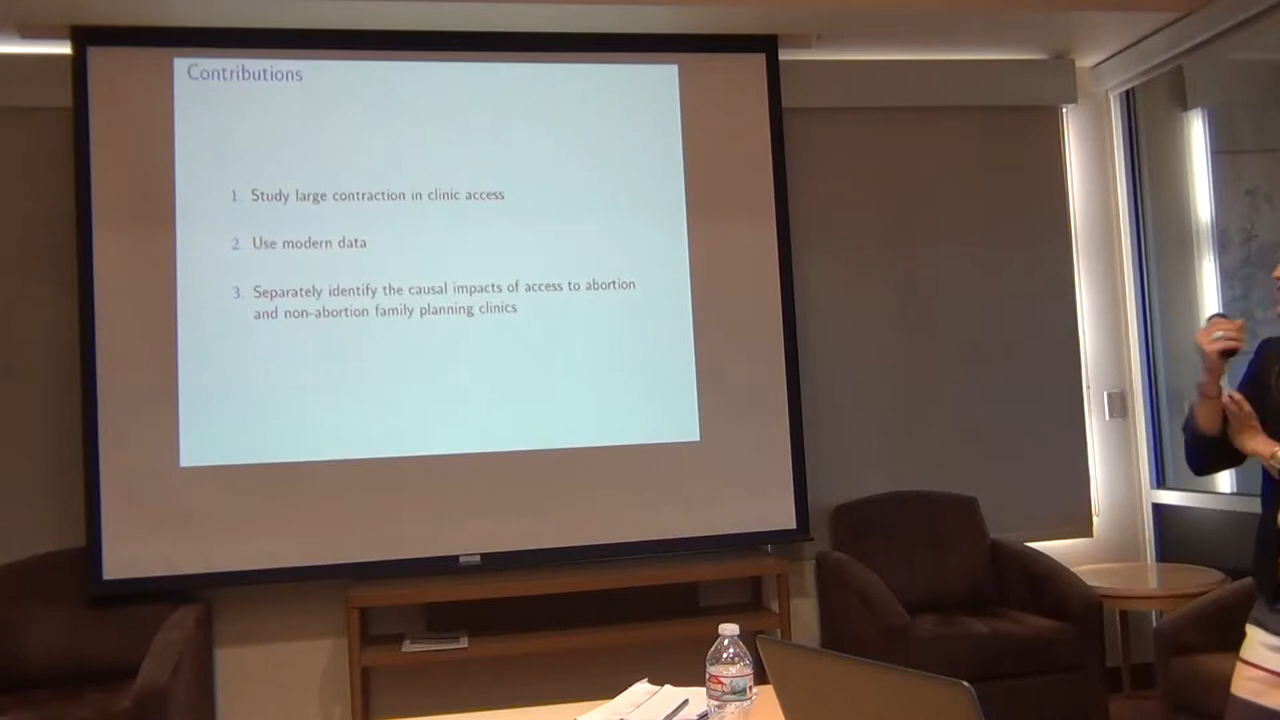 Contributions
1. Study large contraction in clinic access
2. Use modern data
3. Separately identify the causal impacts of access to abortion
and non-abortion family planning clinics